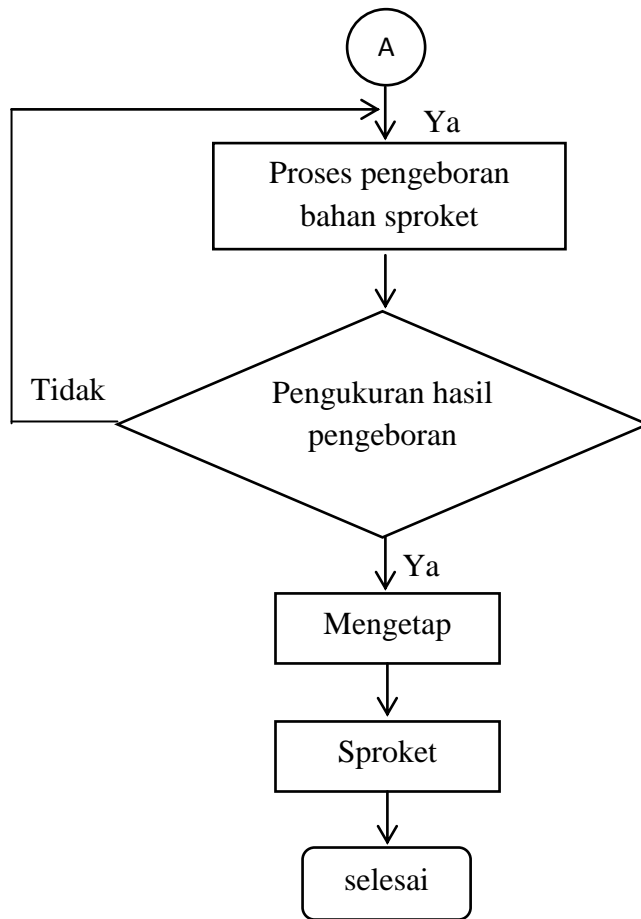 A
Ya
Proses pengeboran
bahan sproket
Tidak
Pengukuran hasil
pengeboran
Ya
Mengetap
Sproket
selesai